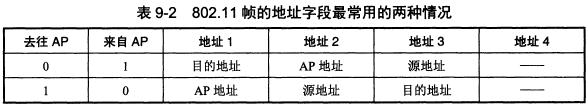 表 9-2 802.11 帧的地址字段最常用的两种情况
去往 AP 来自 AP 地址 1 地址 2 地址 3 地址 4
0 1 目的地址 AP 地址 源地址 ——
1 0 AP 地址 源地址 目的地址 ——